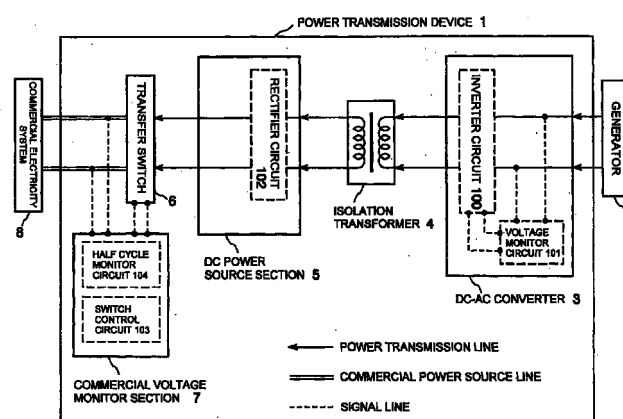 POWER TRANSMISSION DEVICE 1
COMMERCIAL ELECTRICITY
SYSTEM
8
TRANSFER SWITCH
6
RECTIFIER CIRCUIT
102
DC POWER
SOURCE SECTION 5
ISOLATION
TRANSFORMER 4
INVERTER CIRCUIT 100
VOLTAGE
MONITOR
CIRCUIT 101
DC-AC CONVERTER 3
GENERATOR
HALF CYCLE
MONITOR
CIRCUIT 104
SWITCH
CONTROL
CIRCUIT 103
COMMERCIAL VOLTAGE
MONITOR SECTION 7
POWER TRANSMISSION LINE
COMMERCIAL POWER SOURCE LINE
SIGNAL LINE